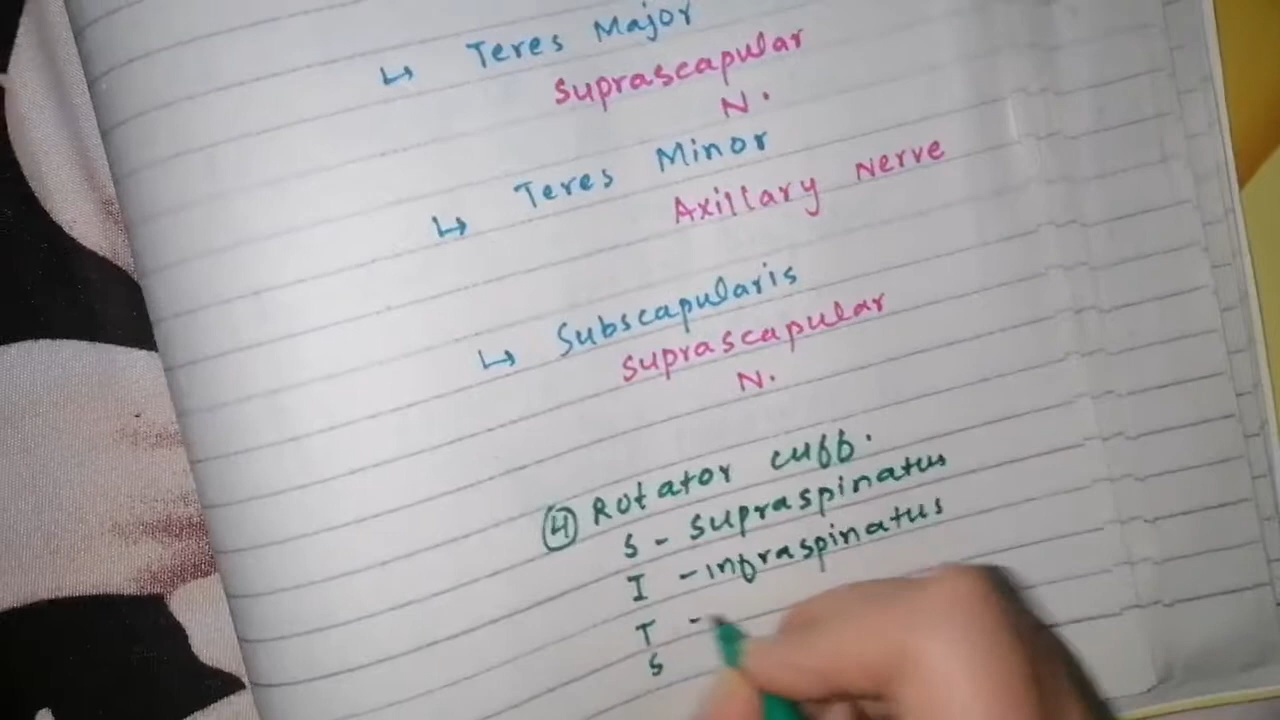 ↳ Teres Major
Suprascapular
N.
↳ Teres Minor
Axillary Nerve
↳ Subscapularis
Suprascapular
N.
④ Rotator cuff.
S - Supraspinatus
I - infraspinatus
T -
S